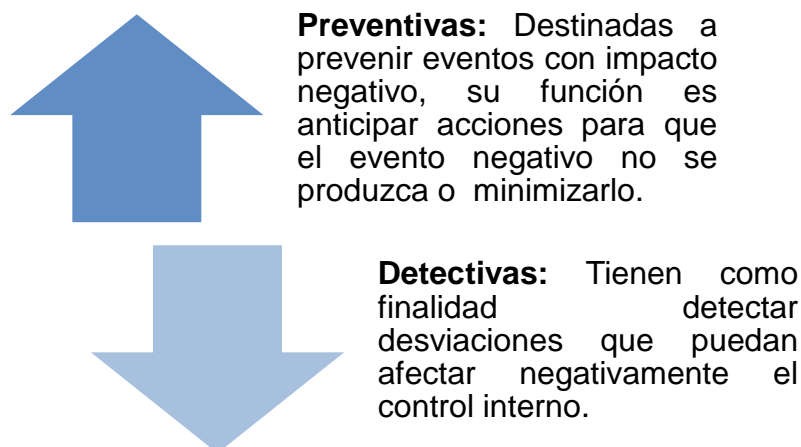 Preventivas: Destinadas a
prevenir eventos con impacto
negativo, su función es
anticipar acciones para que
el evento negativo no se
produzca o minimizarlo.
Detectivas: Tienen como
finalidad detectar
desviaciones que puedan
afectar negativamente el
control interno.